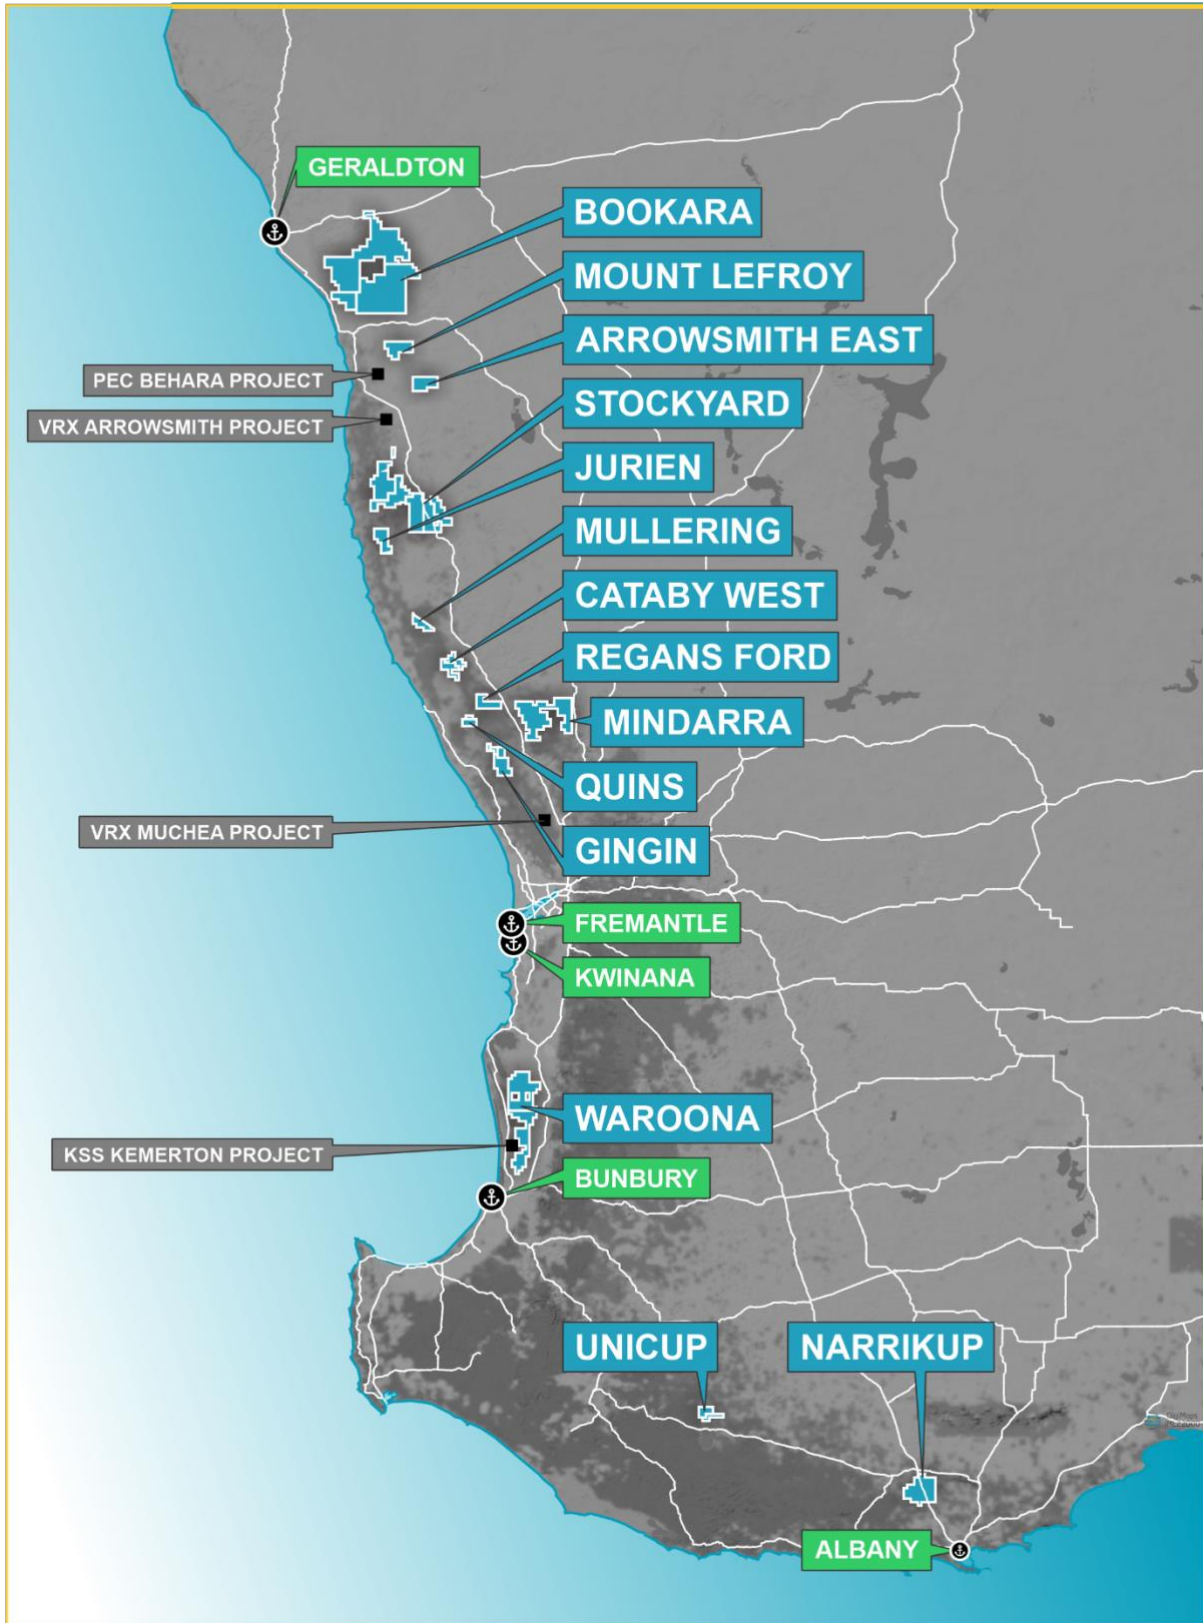 GERALDTON
BOOKARA
MOUNT LEFROY
ARROWSMITH EAST
PEC BEHARA PROJECT
STOCKYARD
VRX ARROWSMITH PROJECT
JURIEN
MULLERING
CATABY WEST
REGANS FORD
MINDARRA
QUINS
VRX MUCHEA PROJECT
GINGIN
FREMANTLE
KWINANA
WAROONA
KSS KEMERTON PROJECT
BUNBURY
UNICUP
NARRIKUP
ALBANY